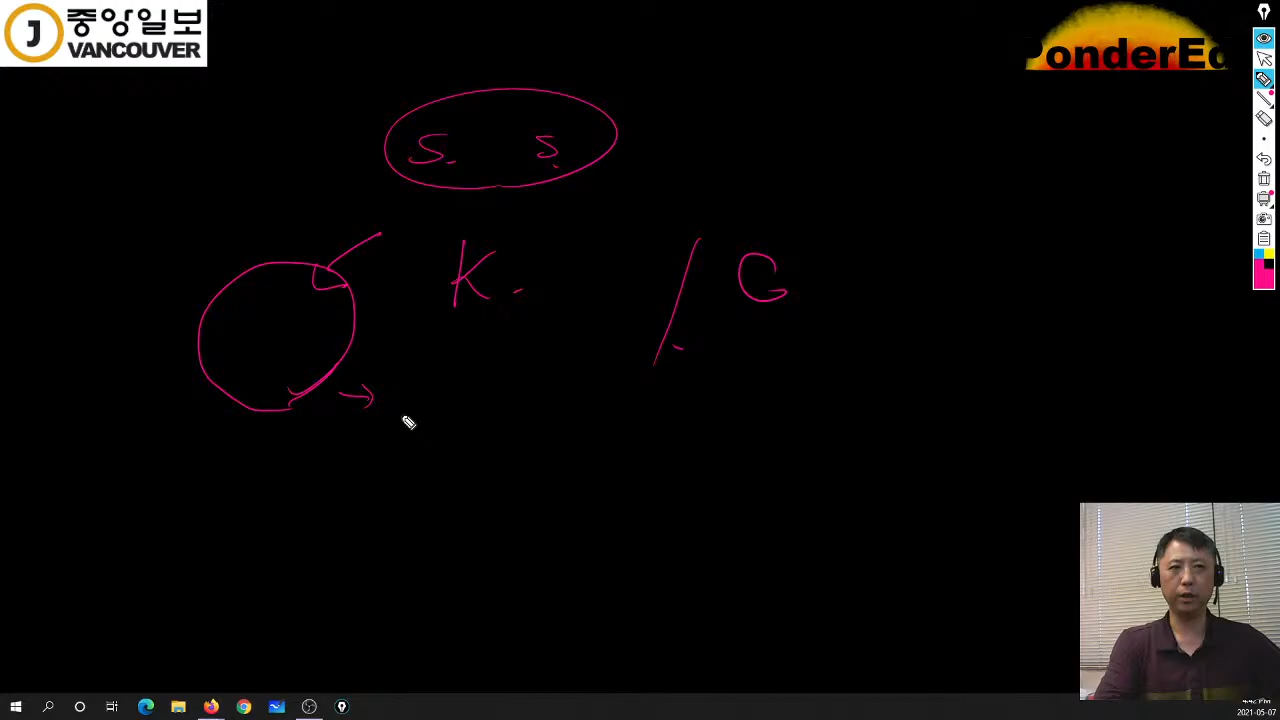 J 중앙일보
VANCOUVER
PonderEd
S. S.
K. / G
2021-05-07